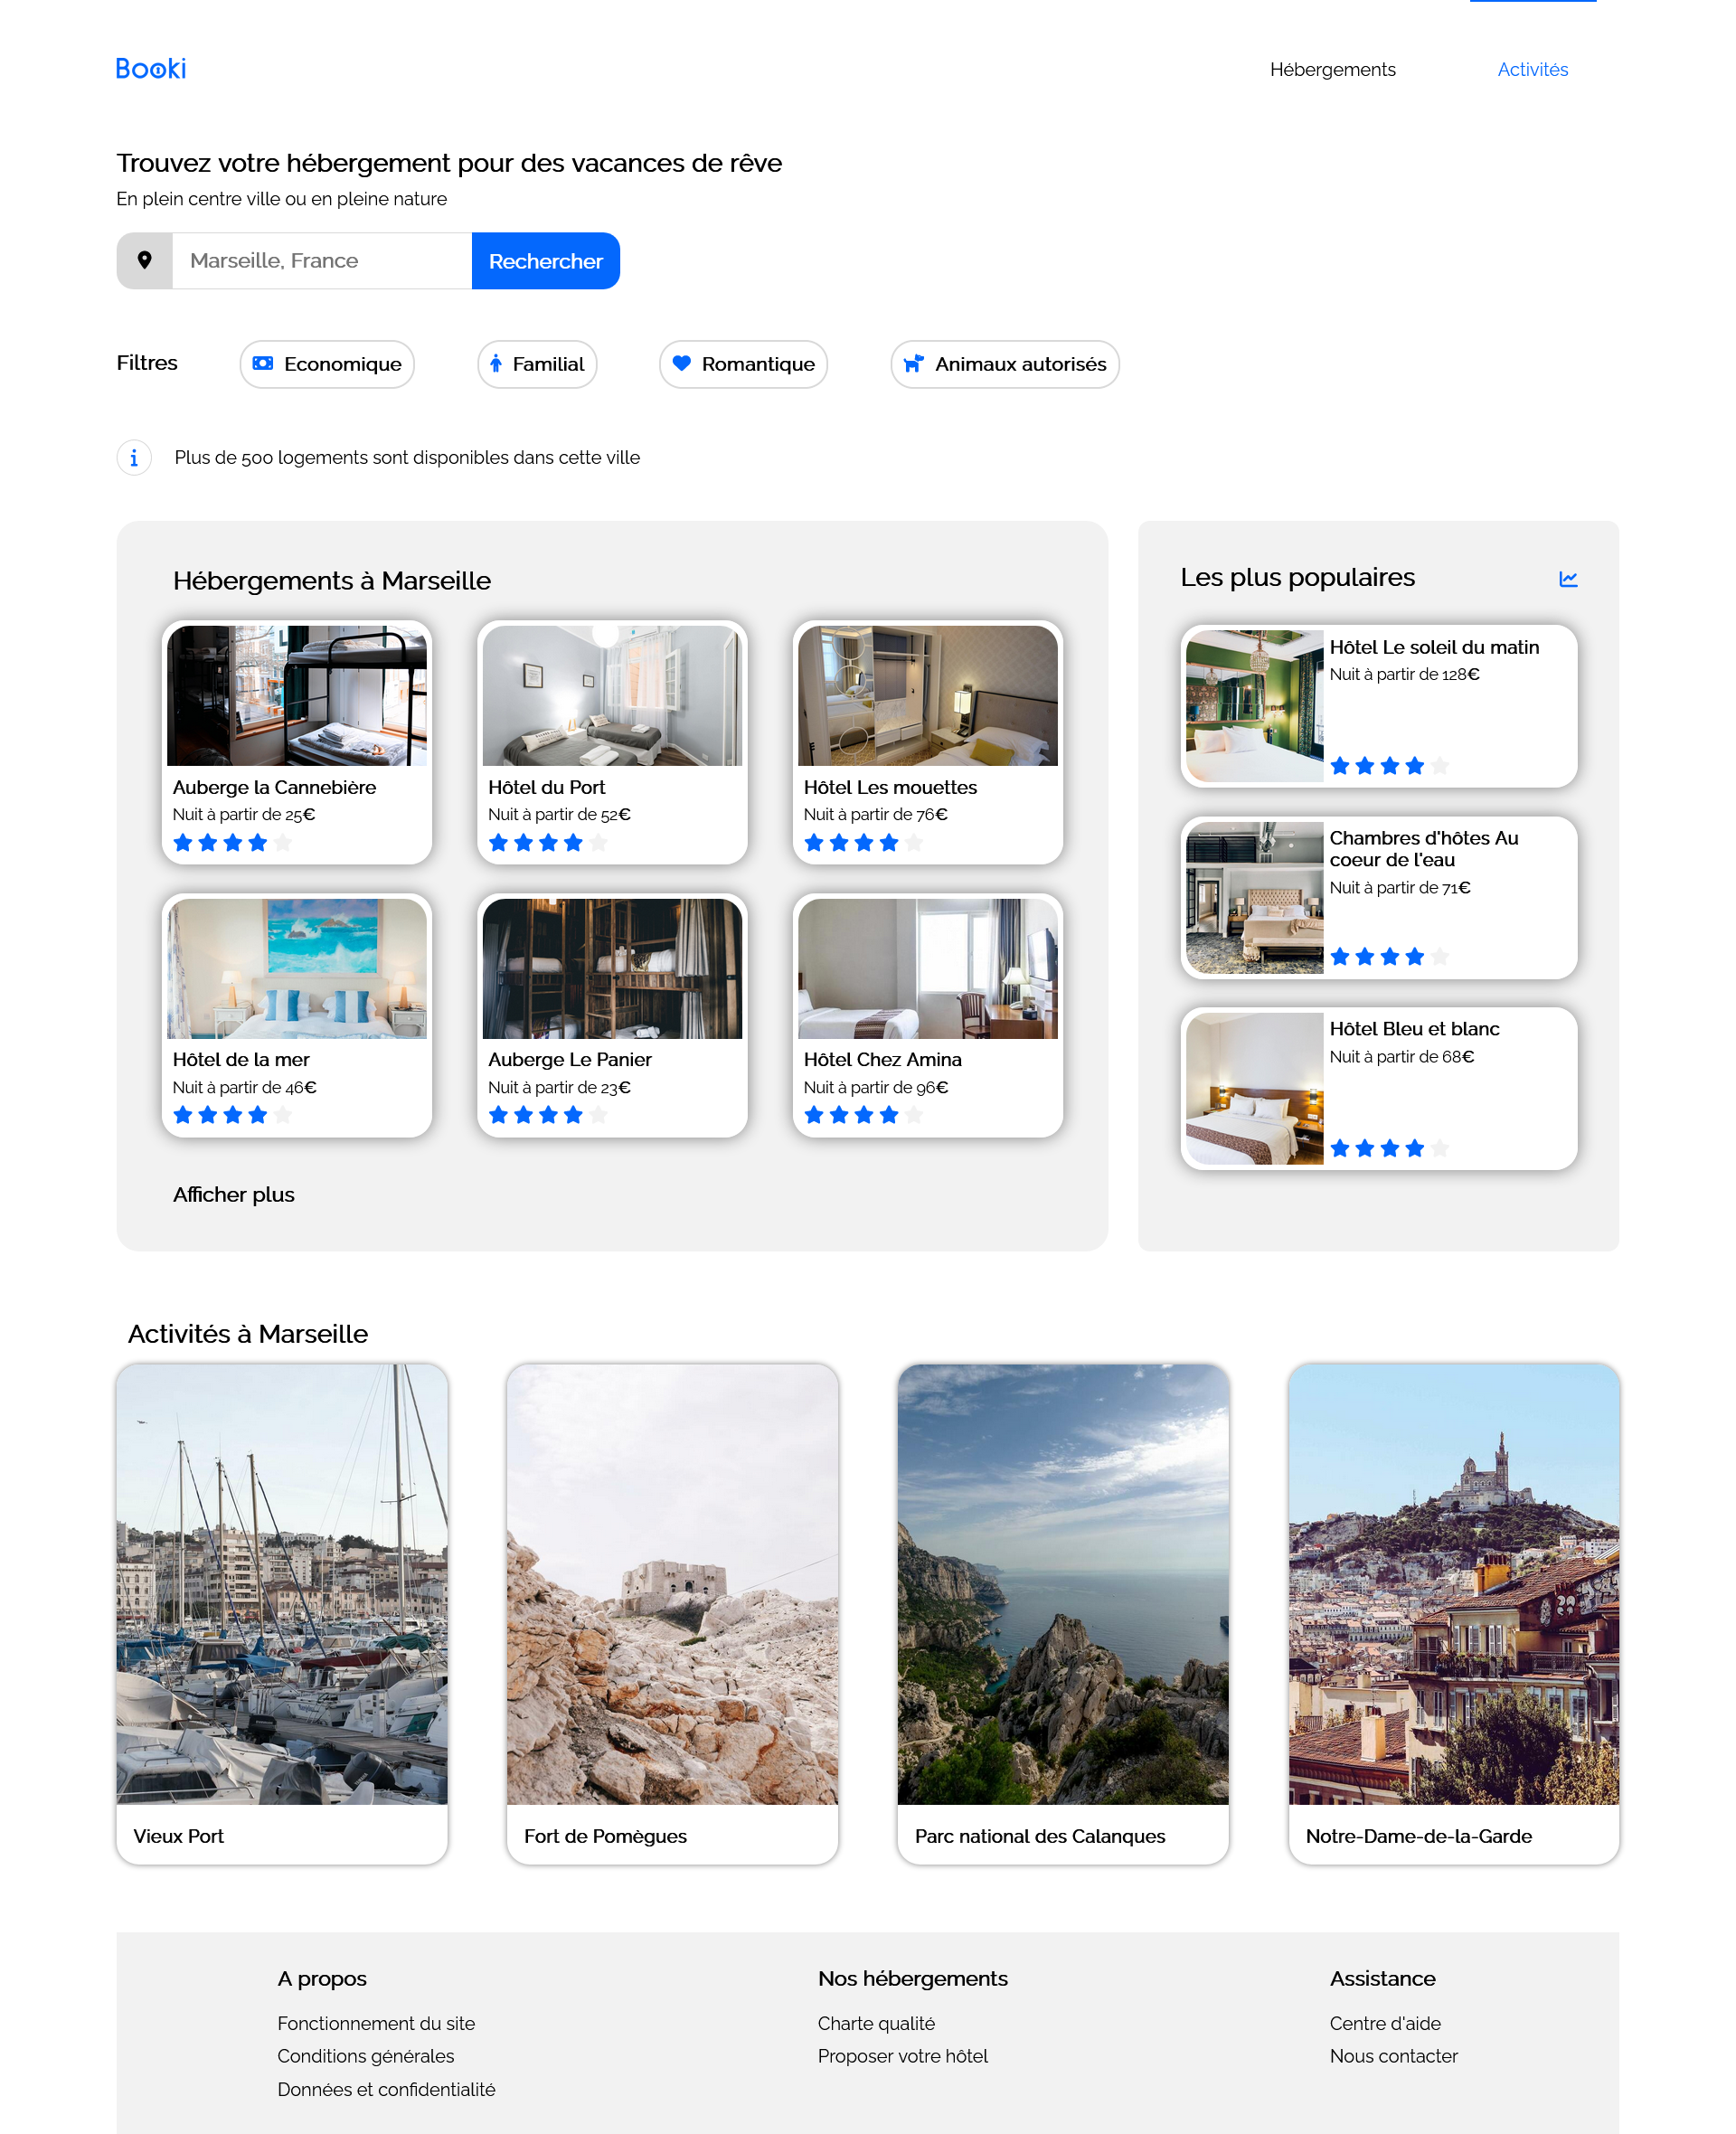 Booki
Hébergements
Activités
Trouvez votre hébergement pour des vacances de rêve
En plein centre ville ou en pleine nature
Marseille, France
Rechercher
Filtres
Economique
Familial
Romantique
Animaux autorisés
Plus de 500 logements sont disponibles dans cette ville
Hébergements à Marseille
Auberge la Cannebière
Nuit à partir de 25€
Hôtel du Port
Nuit à partir de 52€
Hôtel Les mouettes
Nuit à partir de 76€
Hôtel de la mer
Nuit à partir de 46€
Auberge Le Panier
Nuit à partir de 23€
Hôtel Chez Amina
Nuit à partir de 96€
Afficher plus
Les plus populaires
Hôtel Le soleil du matin
Nuit à partir de 128€
Chambres d'hôtes Au
coeur de l'eau
Nuit à partir de 71€
Hôtel Bleu et blanc
Nuit à partir de 68€
Activités à Marseille
Vieux Port
Fort de Pomègues
Parc national des Calanques
Notre-Dame-de-la-Garde
A propos
Fonctionnement du site
Conditions générales
Données et confidentialité
Nos hébergements
Charte qualité
Proposer votre hôtel
Assistance
Centre d'aide
Nous contacter